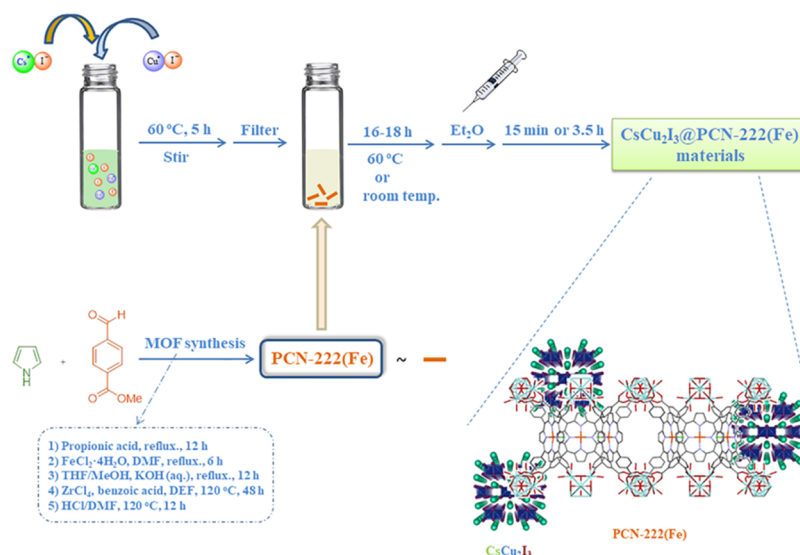 Cs⁺ I⁻
Cu⁺ I⁻
60 °C, 5 h
Stir
Filter
16-18 h
60 °C
or
room temp.
Et₂O
15 min or 3.5 h
CsCu₂I₃@PCN-222(Fe)
materials
N
H
+
O
H
O
OMe
MOF synthesis
PCN-222(Fe)
~
1) Propionic acid, reflux., 12 h
2) FeCl₂·4H₂O, DMF, reflux., 6 h
3) THF/MeOH, KOH (aq.), reflux., 12 h
4) ZrCl₄, benzoic acid, DEF, 120 °C, 48 h
5) HCl/DMF, 120 °C, 12 h
PCN-222(Fe)
CsCu₂I₃